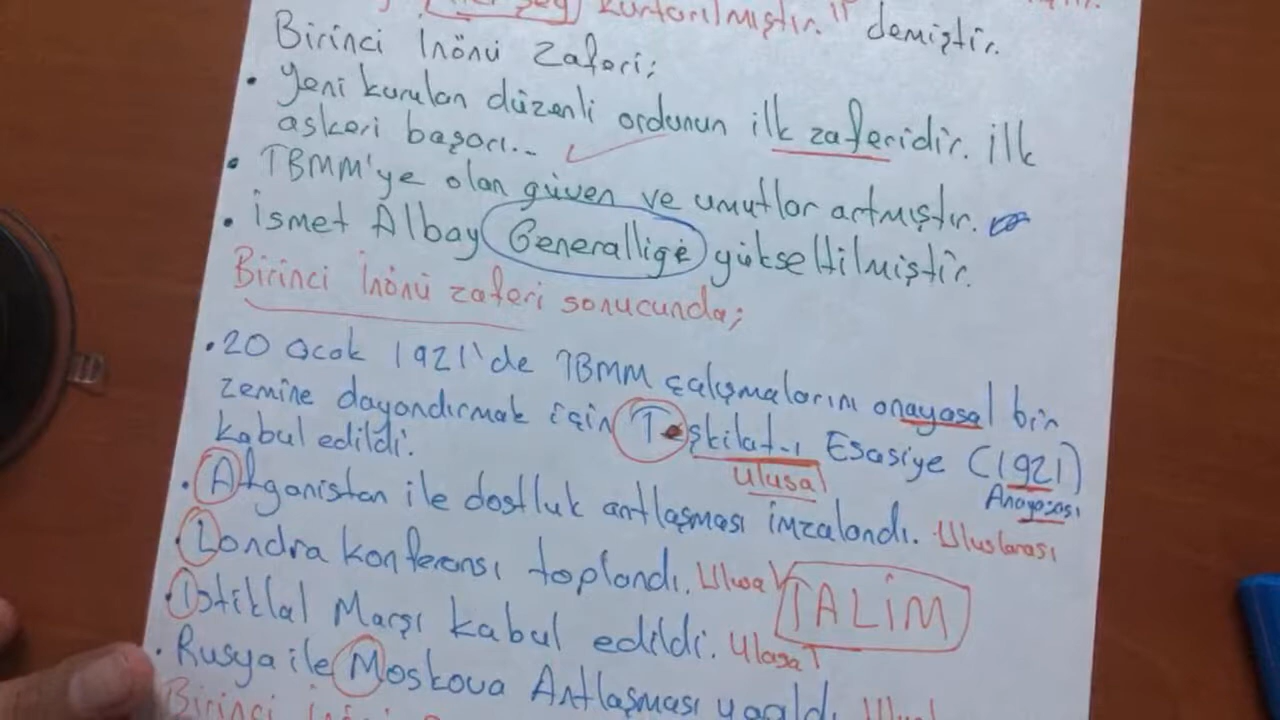 kurtarılmıştır." demiştir.
Birinci İnönü Zaferi;
• Yeni kurulan düzenli ordunun ilk zaferidir. İlk
askeri başarı..
• TBMM'ye olan güven ve umutlar artmıştır.
• İsmet Albay Generalliğe yükseltilmiştir.
Birinci İnönü zaferi sonucunda;
• 20 Ocak 1921'de TBMM çalışmalarını anayasal bir
zemine dayandırmak için Teşkilat-ı Esasiye (1921)
kabul edildi. Ulusal Anayasası
• Afganistan ile dostluk antlaşması imzalandı. Uluslarası
Londra konferansı toplandı. Ulusal TALİM
• İstiklal Marşı kabul edildi. Ulusal
• Rusya ile Moskova Antlaşması yapıldı.
Birinci